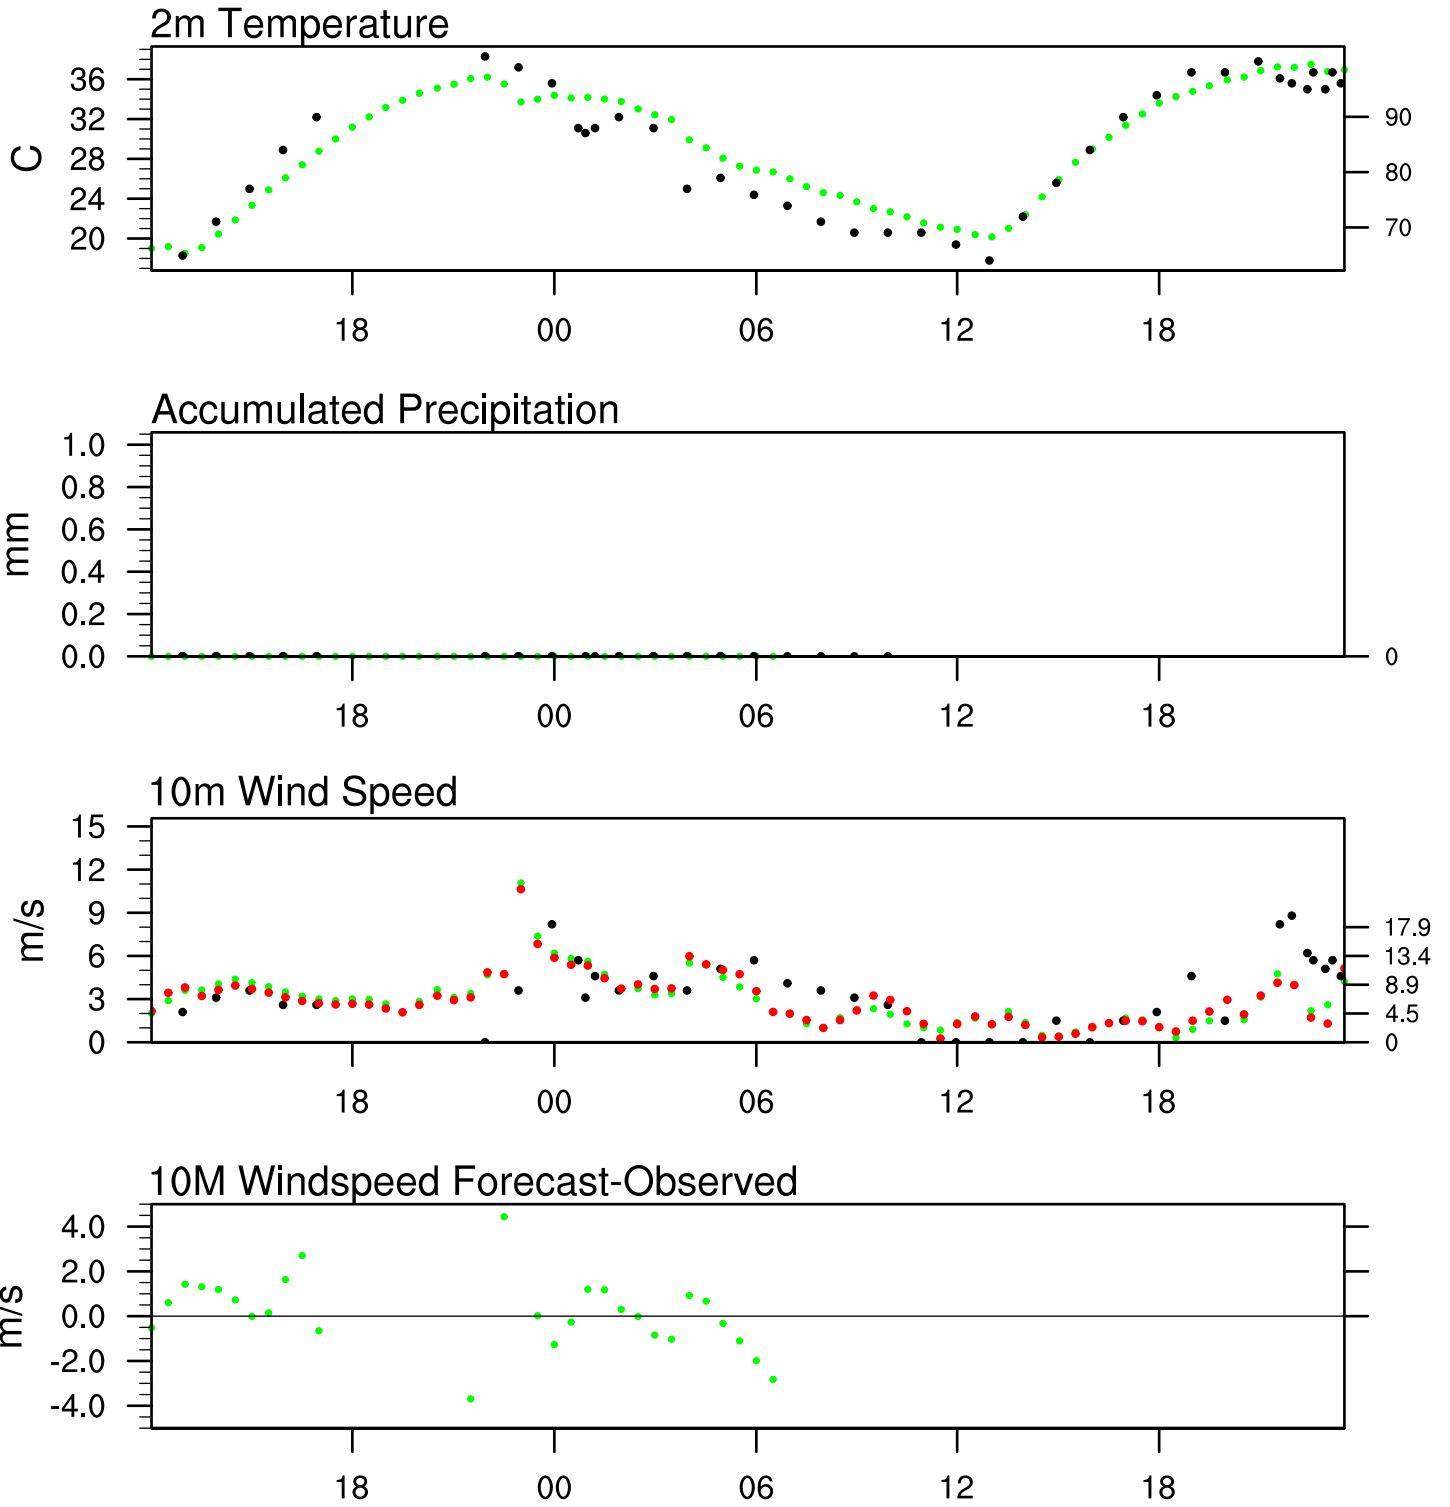 2m Temperature
36
32
28
24
20
C
90
80
70
18 00 06 12 18
Accumulated Precipitation
1.0
0.8
0.6
0.4
0.2
0.0
mm
0
18 00 06 12 18
10m Wind Speed
15
12
9
6
3
0
m/s
17.9
13.4
8.9
4.5
0
18 00 06 12 18
10M Windspeed Forecast-Observed
4.0
2.0
0.0
-2.0
-4.0
m/s
18 00 06 12 18